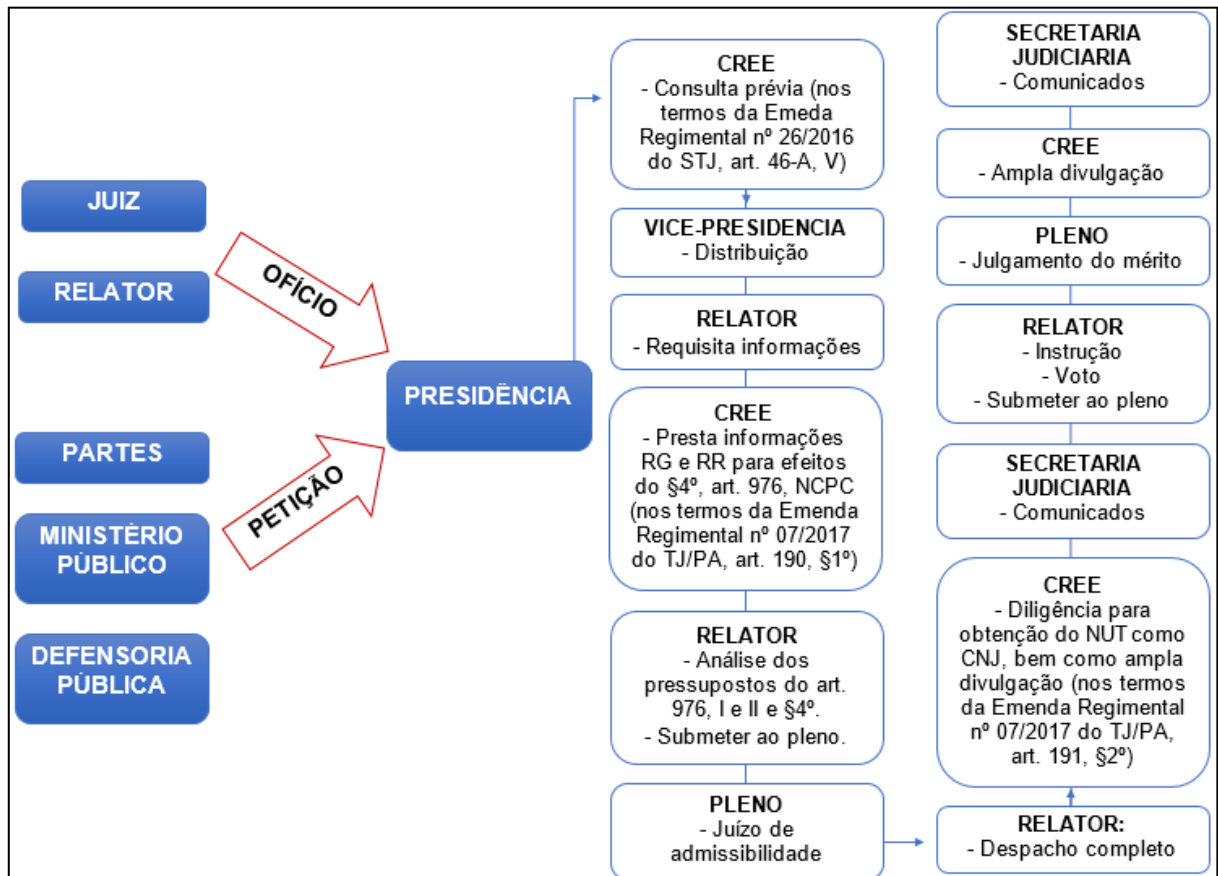 JUIZ
RELATOR
OFÍCIO
PARTES
MINISTÉRIO
PÚBLICO
DEFENSORIA
PÚBLICA
PETIÇÃO
PRESIDÊNCIA
CREE
- Consulta prévia (nos
termos da Emeda
Regimental nº 26/2016
do STJ, art. 46-A, V)
VICE-PRESIDENCIA
- Distribuição
RELATOR
- Requisita informações
CREE
- Presta informações
RG e RR para efeitos
do §4º, art. 976, NCPC
(nos termos da Emenda
Regimental nº 07/2017
do TJ/PA, art. 190, §1º)
RELATOR
- Análise dos
pressupostos do art.
976, I e II e §4º.
- Submeter ao pleno.
PLENO
- Juízo de
admissibilidade
RELATOR:
- Despacho completo
CREE
- Diligência para
obtenção do NUT como
CNJ, bem como ampla
divulgação (nos termos
da Emenda Regimental
nº 07/2017 do TJ/PA,
art. 191, §2º)
SECRETARIA
JUDICIARIA
- Comunicados
RELATOR
- Instrução
- Voto
- Submeter ao pleno
PLENO
- Julgamento do mérito
CREE
- Ampla divulgação
SECRETARIA
JUDICIARIA
- Comunicados